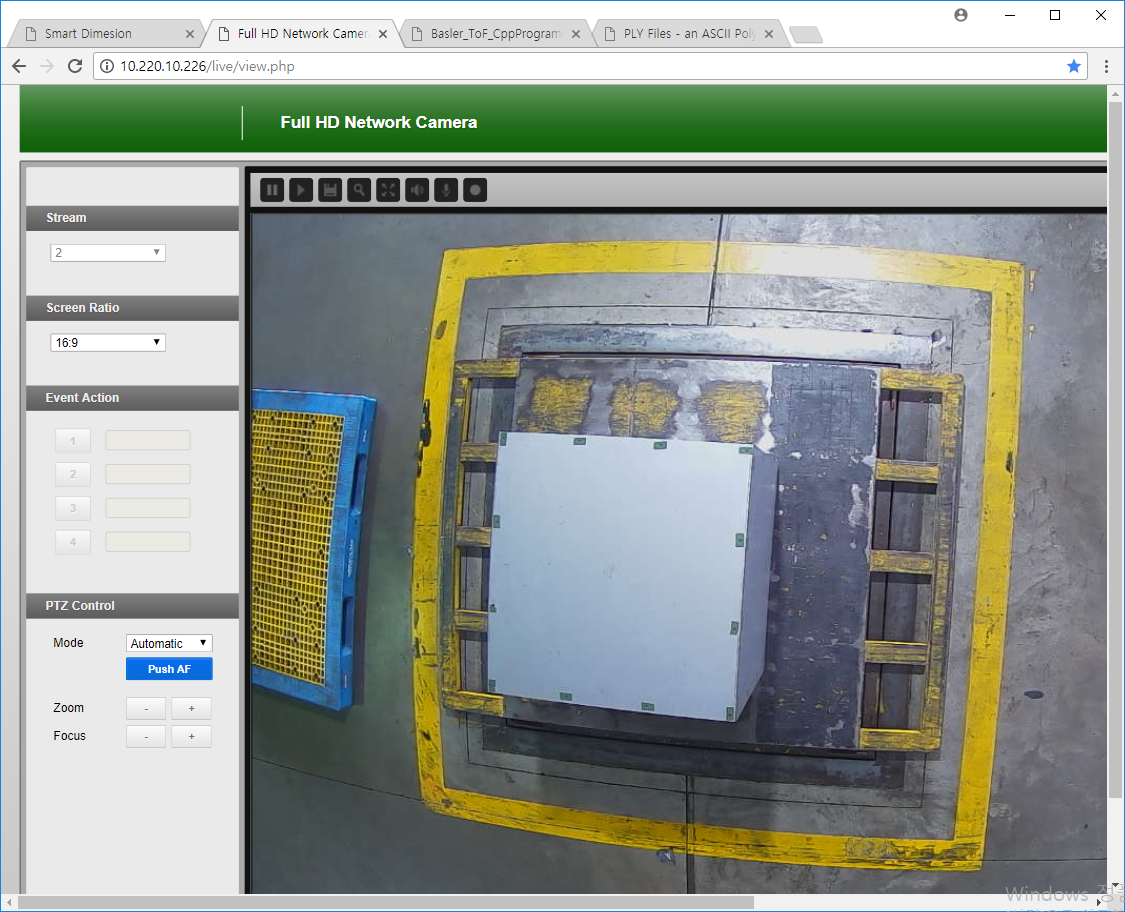 Smart Dimesion
Full HD Network Camer
Basler_ToF_CppProgram
PLY Files - an ASCII Poly
10.220.10.226/live/view.php
Full HD Network Camera
Stream
2
Screen Ratio
16:9
Event Action
1
2
3
4
PTZ Control
Mode
Automatic
Push AF
Zoom
-
+
Focus
-
+
Windows 정품